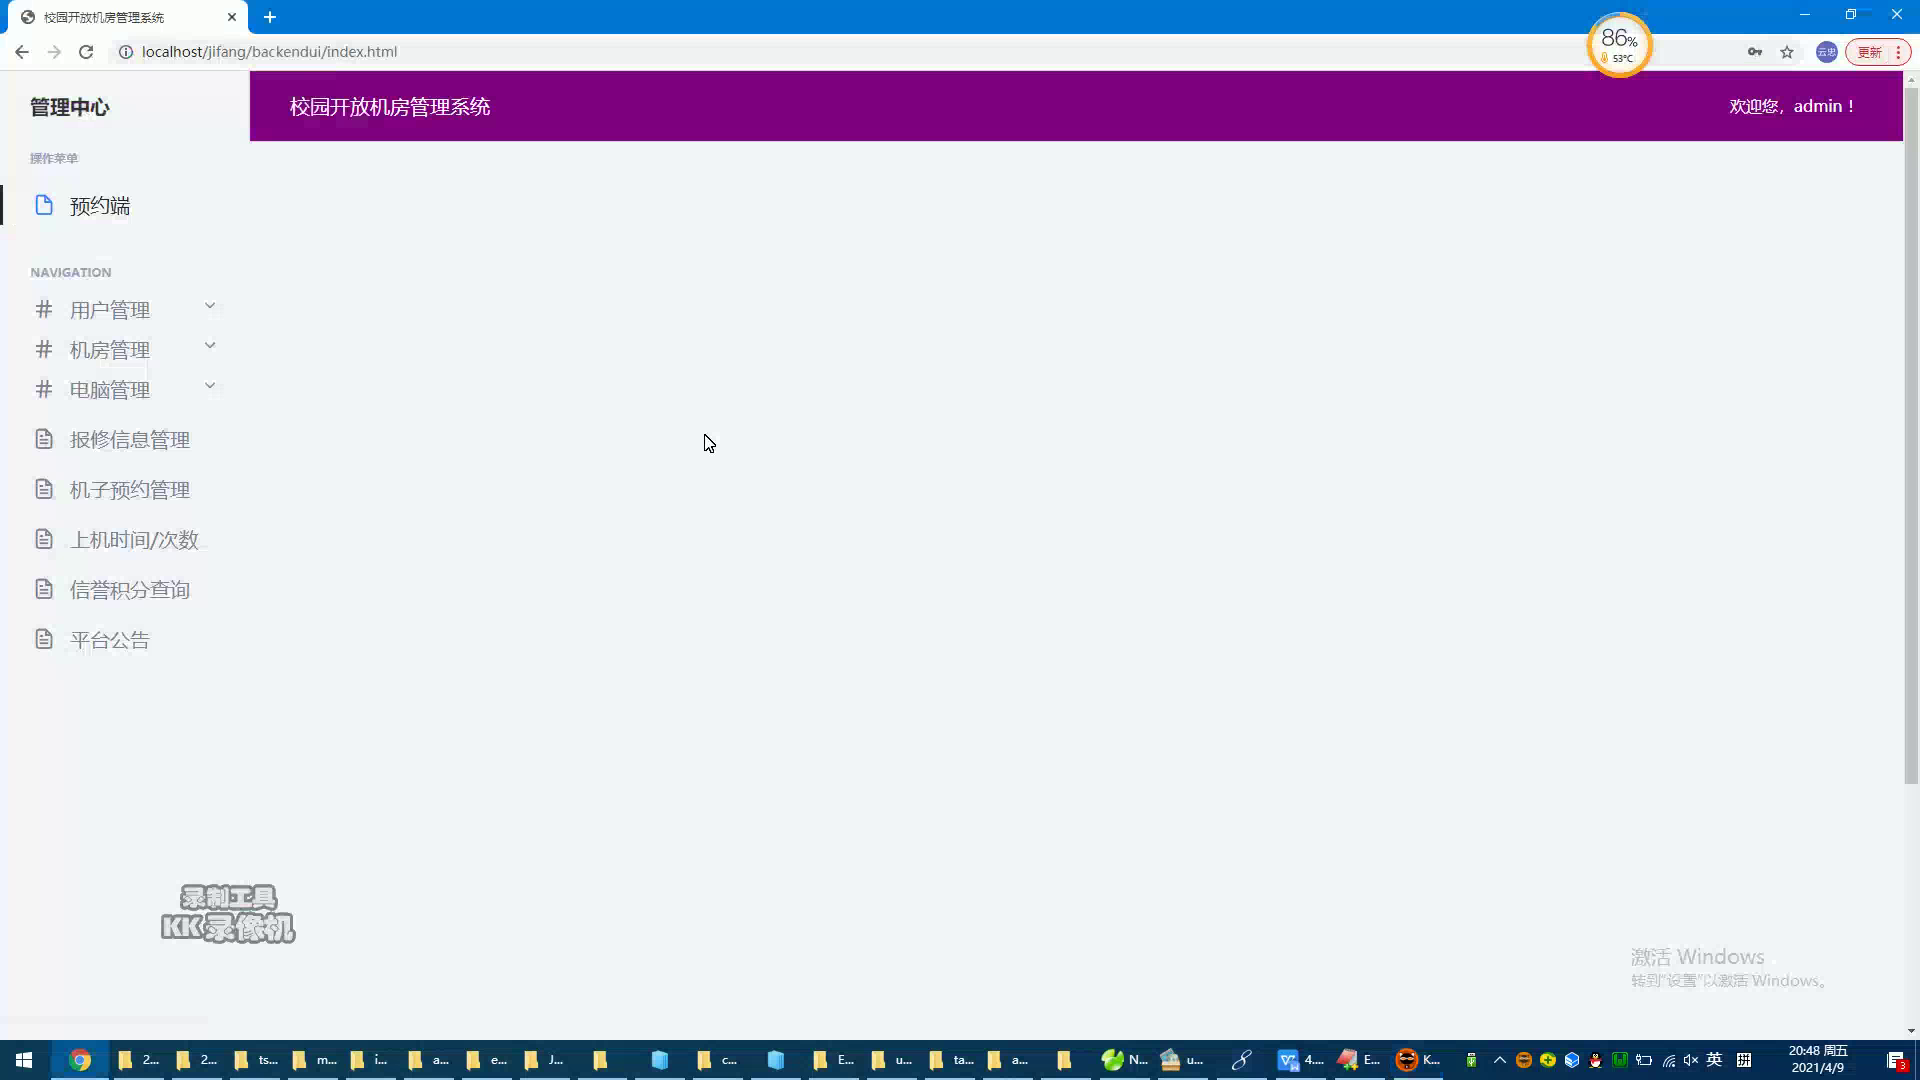 校园开放机房管理系统
localhost/jifang/backendui/index.html
86%
53°C
云忠
更新
管理中心
校园开放机房管理系统
欢迎您，admin！
操作菜单
预约端
NAVIGATION
用户管理
机房管理
电脑管理
报修信息管理
机子预约管理
上机时间/次数
信誉积分查询
平台公告
录制工具
KK录像机
激活 Windows
转到"设置"以激活 Windows。
2... 2... ts... m... i... a... e... J... c... E... u... ta... a... N... u... 4.... E... K... 英 拼
20:48 周五
2021/4/9
3